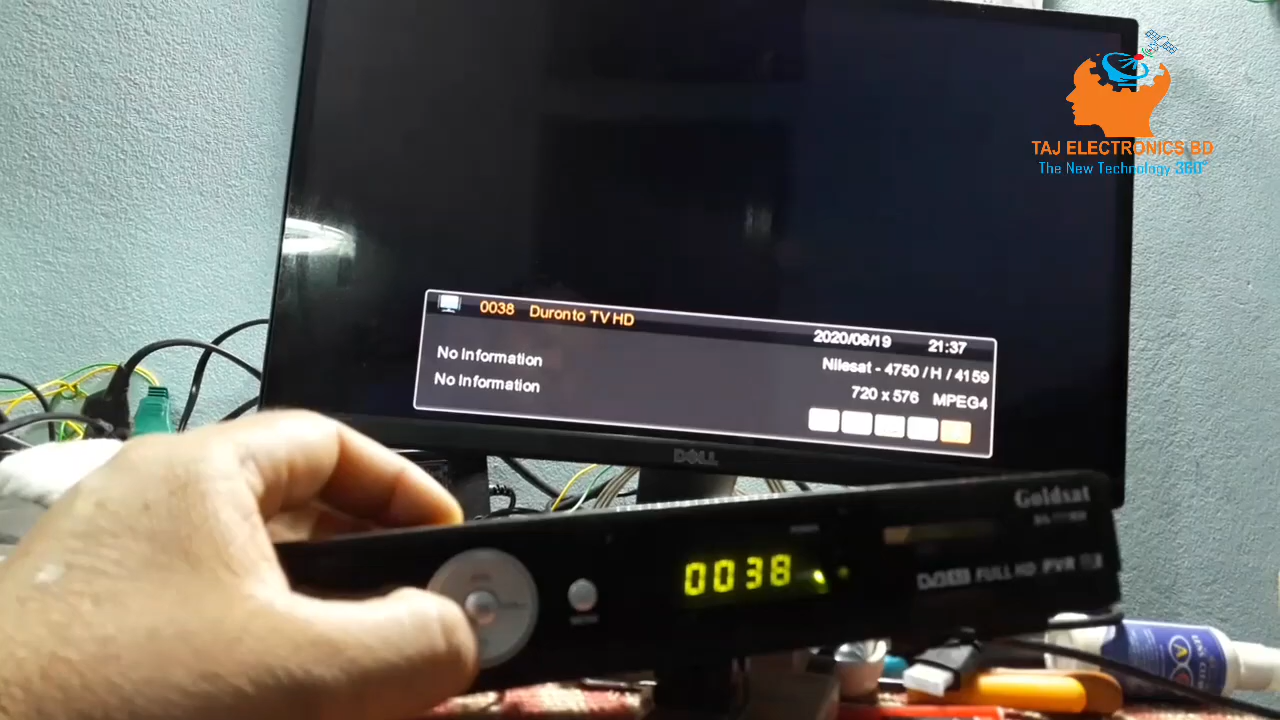 TAJ ELECTRONICS BD
The New Technology 360°
0038 Duronto TV HD
2020/06/19 21:37
No Information
Nilesat - 4750 / H / 4159
No Information
720 x 576 MPEG4
DELL
Goldsat
0038
FULL HD PVR
MENU